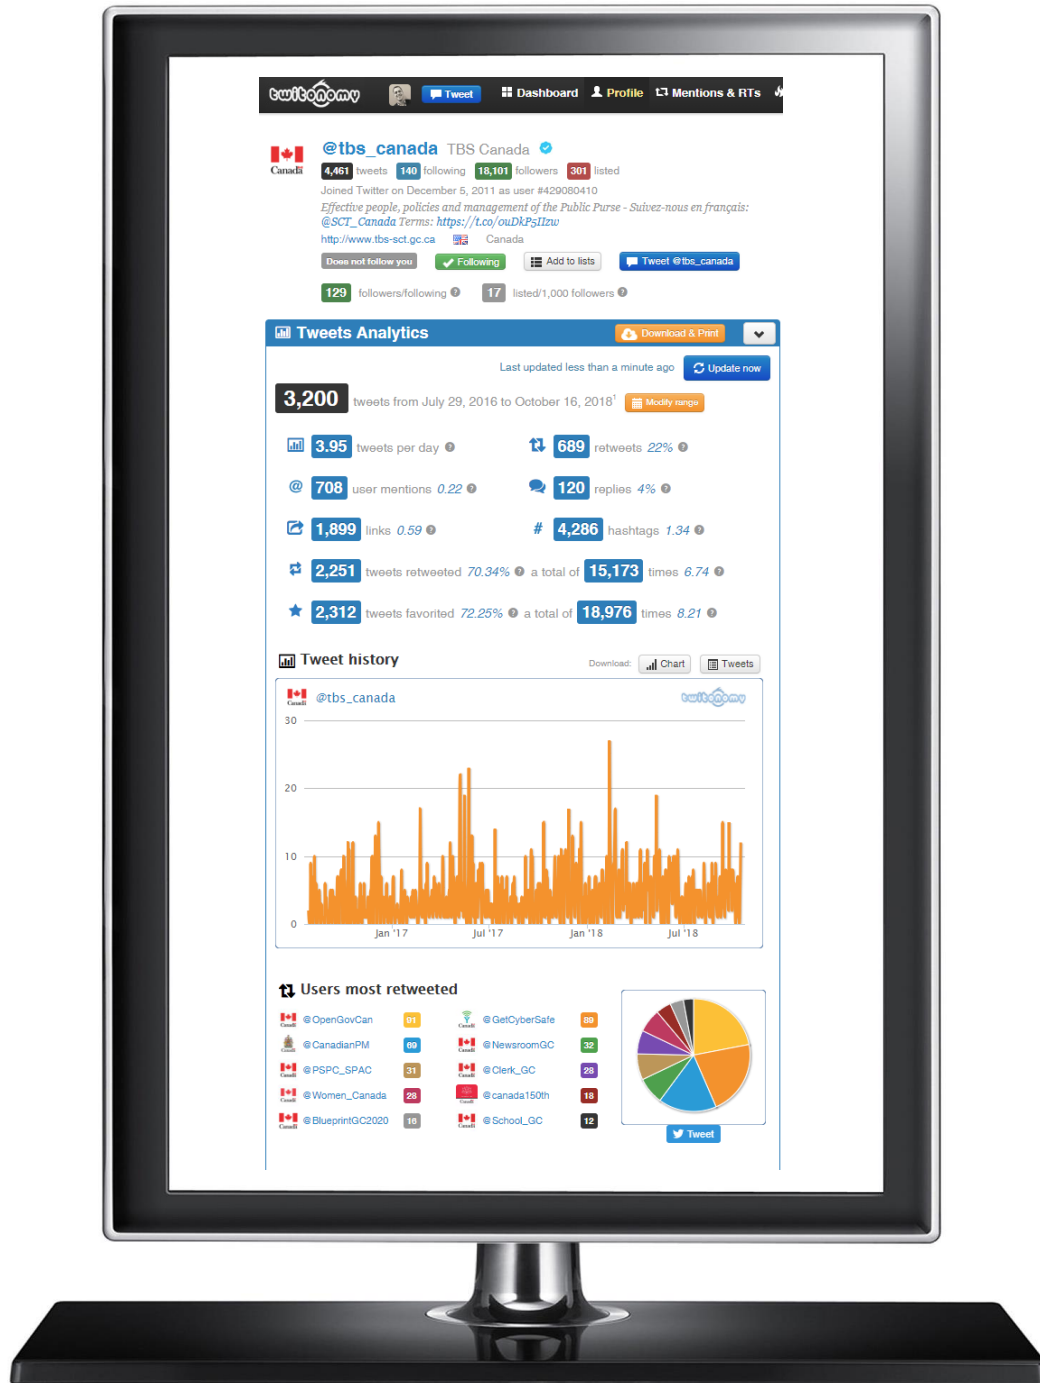 twitonomy Tweet Dashboard Profile Mentions & RTs
@tbs_canada TBS Canada
Canada 4,461 tweets 140 following 18,101 followers 301 listed
Joined Twitter on December 5, 2011 as user #429080410
Effective people, policies and management of the Public Purse - Suivez-nous en français:
@SCT_Canada Terms: https://t.co/ouDkP5IIzw
http://www.tbs-sct.gc.ca Canada
Does not follow you Following Add to lists Tweet @tbs_canada
129 followers/following ? 17 listed/1,000 followers ?
Tweets Analytics Download & Print
Last updated less than a minute ago Update now
3,200 tweets from July 29, 2016 to October 16, 2018¹ Modify range
3.95 tweets per day ? 689 retweets 22% ?
@ 708 user mentions 0.22 ? 120 replies 4% ?
1,899 links 0.59 ? # 4,286 hashtags 1.34 ?
2,251 tweets retweeted 70.34% ? a total of 15,173 times 6.74 ?
2,312 tweets favorited 72.25% ? a total of 18,976 times 8.21 ?
Tweet history Download: Chart Tweets
Canada @tbs_canada twitonomy
30
20
10
0
Jan '17 Jul '17 Jan '18 Jul '18
Users most retweeted
@OpenGovCan 91 @GetCyberSafe 89
@CanadianPM 69 @NewsroomGC 32
@PSPC_SPAC 31 @Clerk_GC 28
@Women_Canada 28 @canada150th 18
@BlueprintGC2020 16 @School_GC 12
Tweet